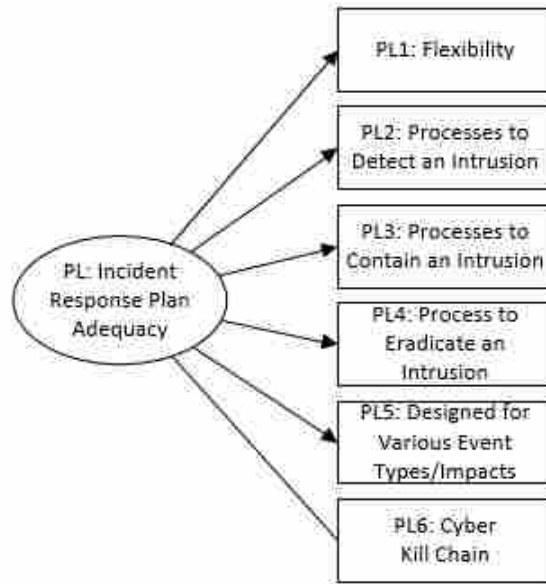 PL1: Flexibility
PL2: Processes to
Detect an Intrusion
PL3: Processes to
Contain an Intrusion
PL: Incident
Response Plan
Adequacy
PL4: Process to
Eradicate an
Intrusion
PL5: Designed for
Various Event
Types/Impacts
PL6: Cyber
Kill Chain